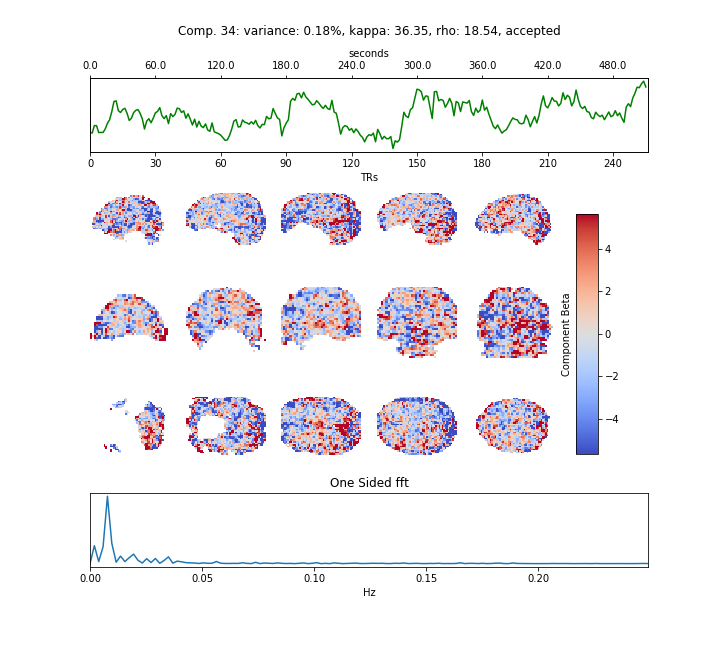 Comp. 34: variance: 0.18%, kappa: 36.35, rho: 18.54, accepted
seconds
0.0 60.0 120.0 180.0 240.0 300.0 360.0 420.0 480.0
0 30 60 90 120 150 180 210 240
TRs
4
2
0
−2
−4
Component Beta
One Sided fft
0.00 0.05 0.10 0.15 0.20
Hz